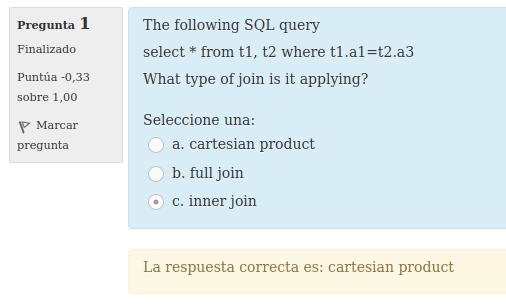 Pregunta 1
Finalizado
Puntúa -0,33
sobre 1,00
Marcar
pregunta
The following SQL query
select * from t1, t2 where t1.a1=t2.a3
What type of join is it applying?
Seleccione una:
a. cartesian product
b. full join
c. inner join
La respuesta correcta es: cartesian product